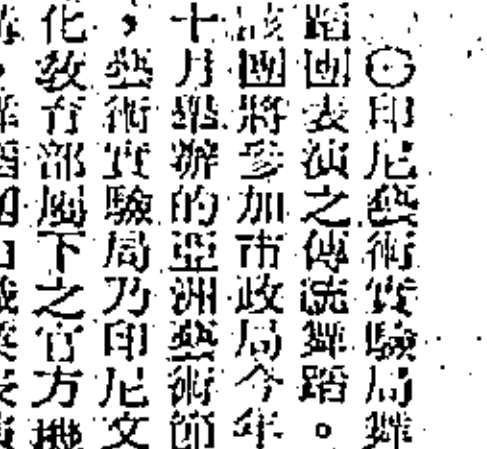 ⊙印尼藝術實驗局舞
蹈團表演之傳統舞蹈。
該團將參加市政局今年
十月舉辦的亞洲藝術節
，藝術實驗局乃印尼文
化教育部屬下之官方機